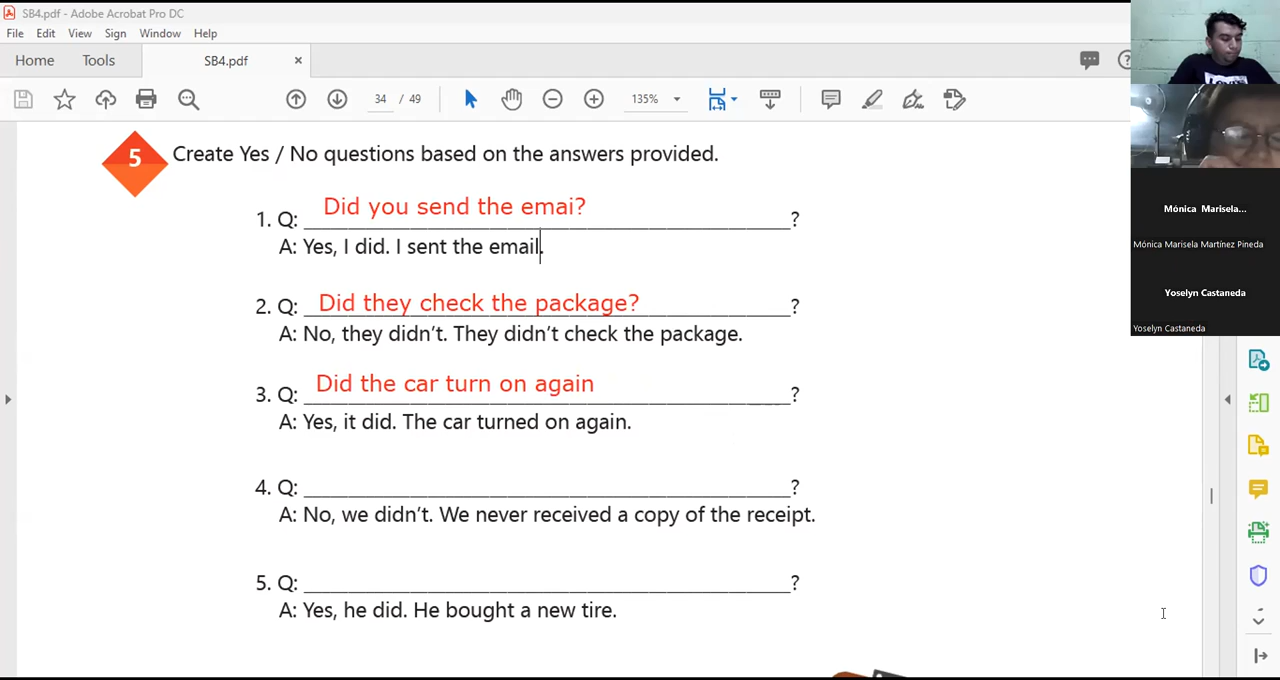 SB4.pdf - Adobe Acrobat Pro DC
File Edit View Sign Window Help
Home Tools SB4.pdf ×
34 / 49 135%
5 Create Yes / No questions based on the answers provided.
Did you send the emai?
1. Q: ?
A: Yes, I did. I sent the email.
2. Q: Did they check the package? ?
A: No, they didn't. They didn't check the package.
Did the car turn on again
3. Q: ?
A: Yes, it did. The car turned on again.
4. Q: ?
A: No, we didn't. We never received a copy of the receipt.
5. Q: ?
A: Yes, he did. He bought a new tire.
Mónica Marisela...
Mónica Marisela Martínez Pineda
Yoselyn Castaneda
Yoselyn Castaneda